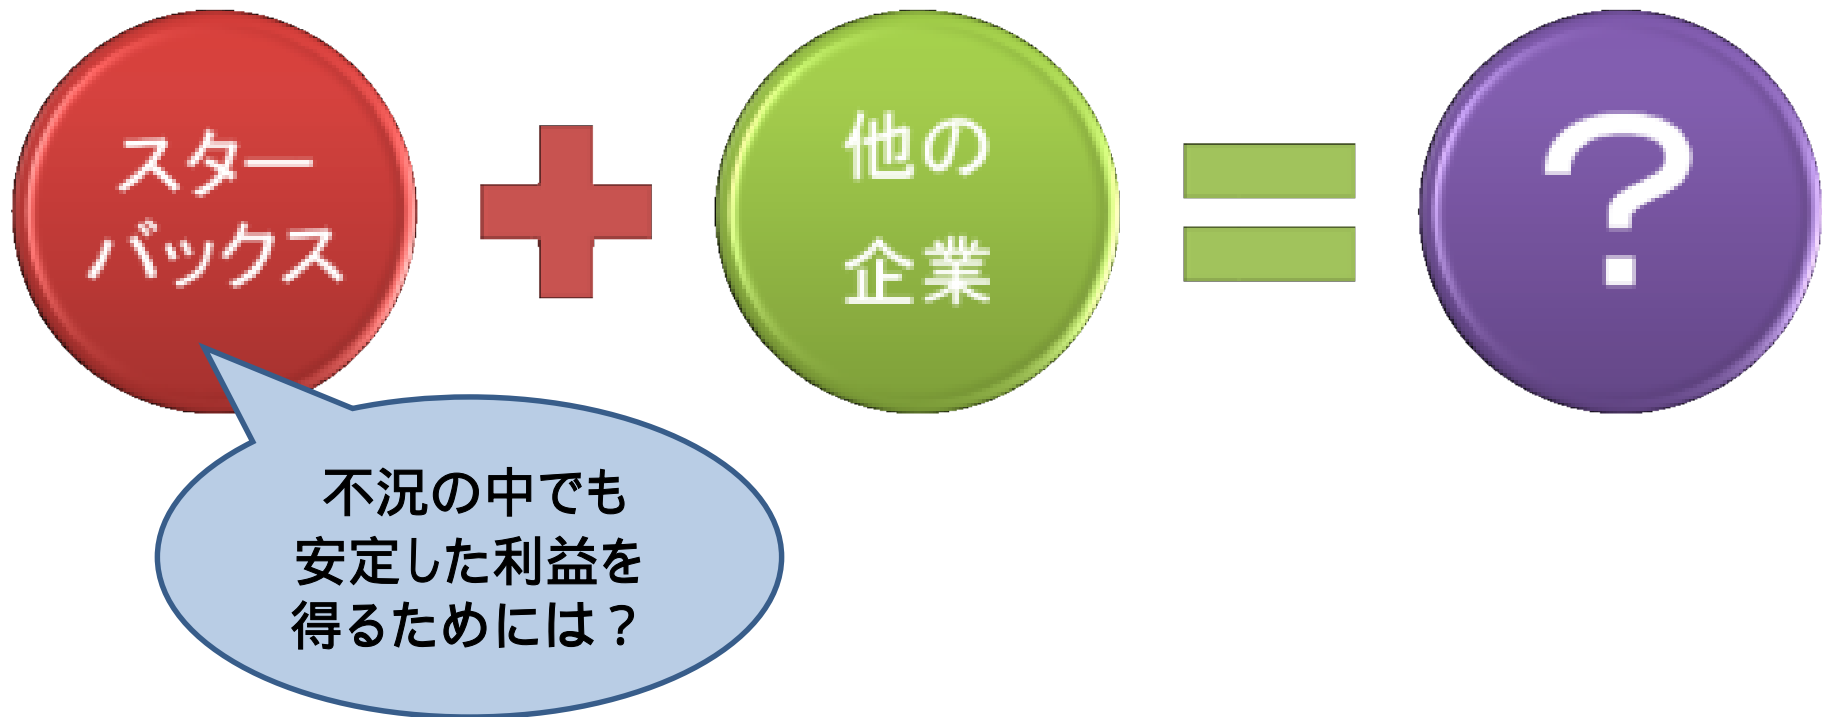 スター
バックス
他の
企業
?
不況の中でも
安定した利益を
得るためには？